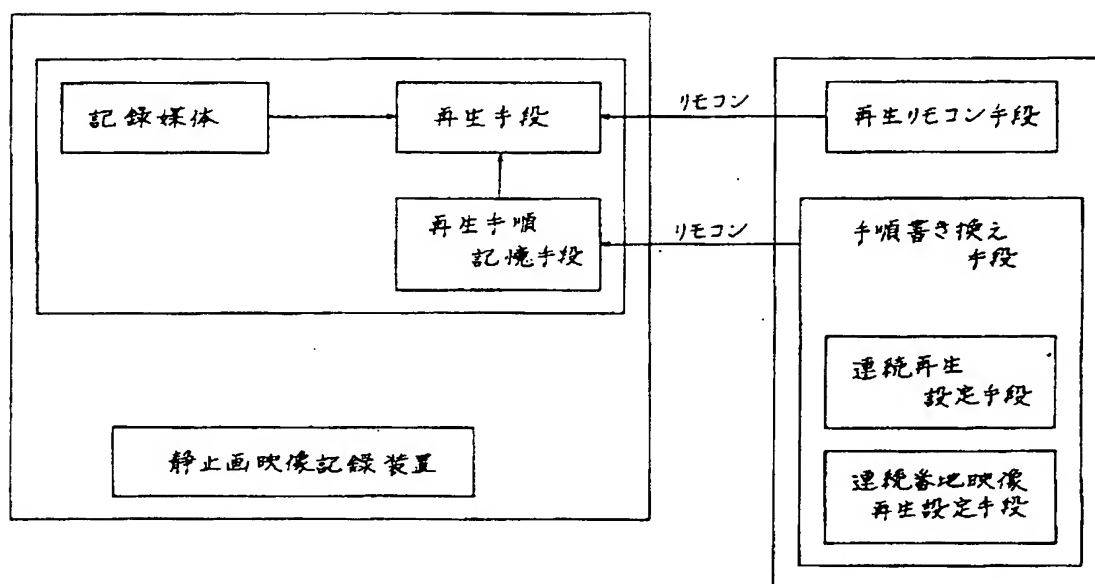 記録媒体
再生手段
リモコン
再生リモコン手段
再生手順
記憶手段
リモコン
手順書き換え
手段
連続再生
設定手段
静止画映像記録装置
連続番地映像
再生設定手段